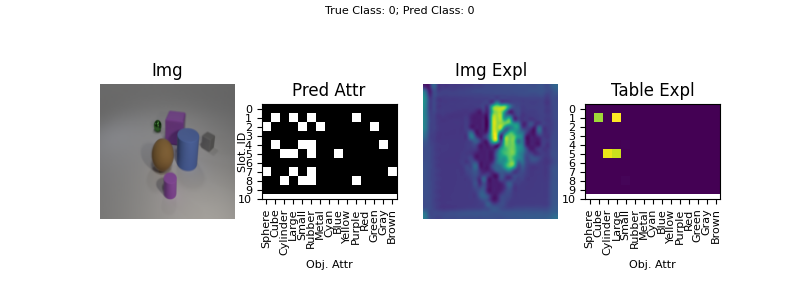 True Class: 0; Pred Class: 0
Img
Pred Attr
Img Expl
Table Expl
Slot. ID
0
1
2
3
4
5
6
7
8
9
10
Sphere
Cube
Cylinder
Large
Small
Rubber
Metal
Cyan
Blue
Yellow
Purple
Red
Green
Gray
Brown
Obj. Attr
0
1
2
3
4
5
6
7
8
9
10
Sphere
Cube
Cylinder
Large
Small
Rubber
Metal
Cyan
Blue
Yellow
Purple
Red
Green
Gray
Brown
Obj. Attr